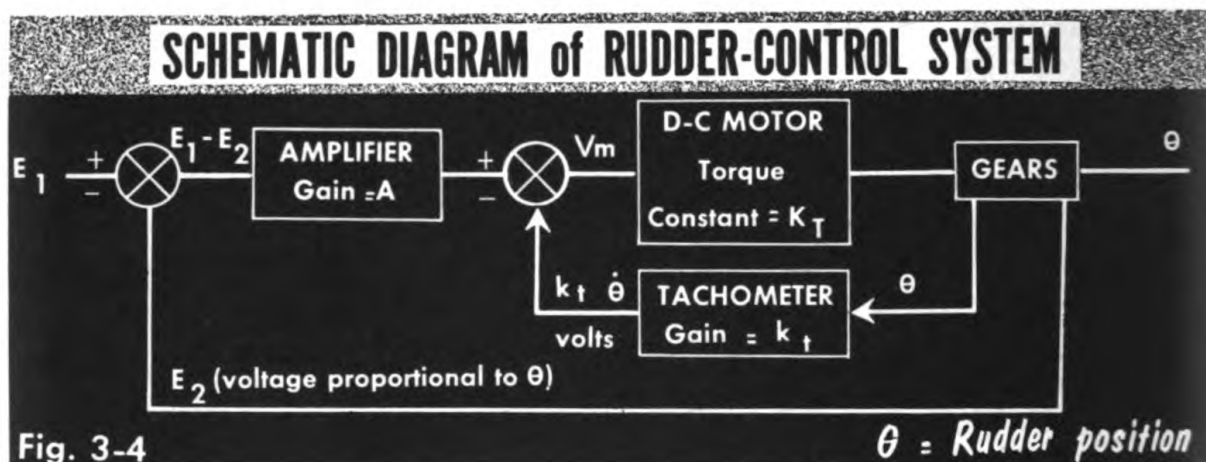 SCHEMATIC DIAGRAM of RUDDER-CONTROL SYSTEM
E1
+
−
E1 - E2
AMPLIFIER
Gain = A
+
−
Vm
D-C MOTOR
Torque
Constant = KT
GEARS
θ
kt θ̇
volts
TACHOMETER
Gain = kt
θ
E2 (voltage proportional to θ)
Fig. 3-4
θ = Rudder position